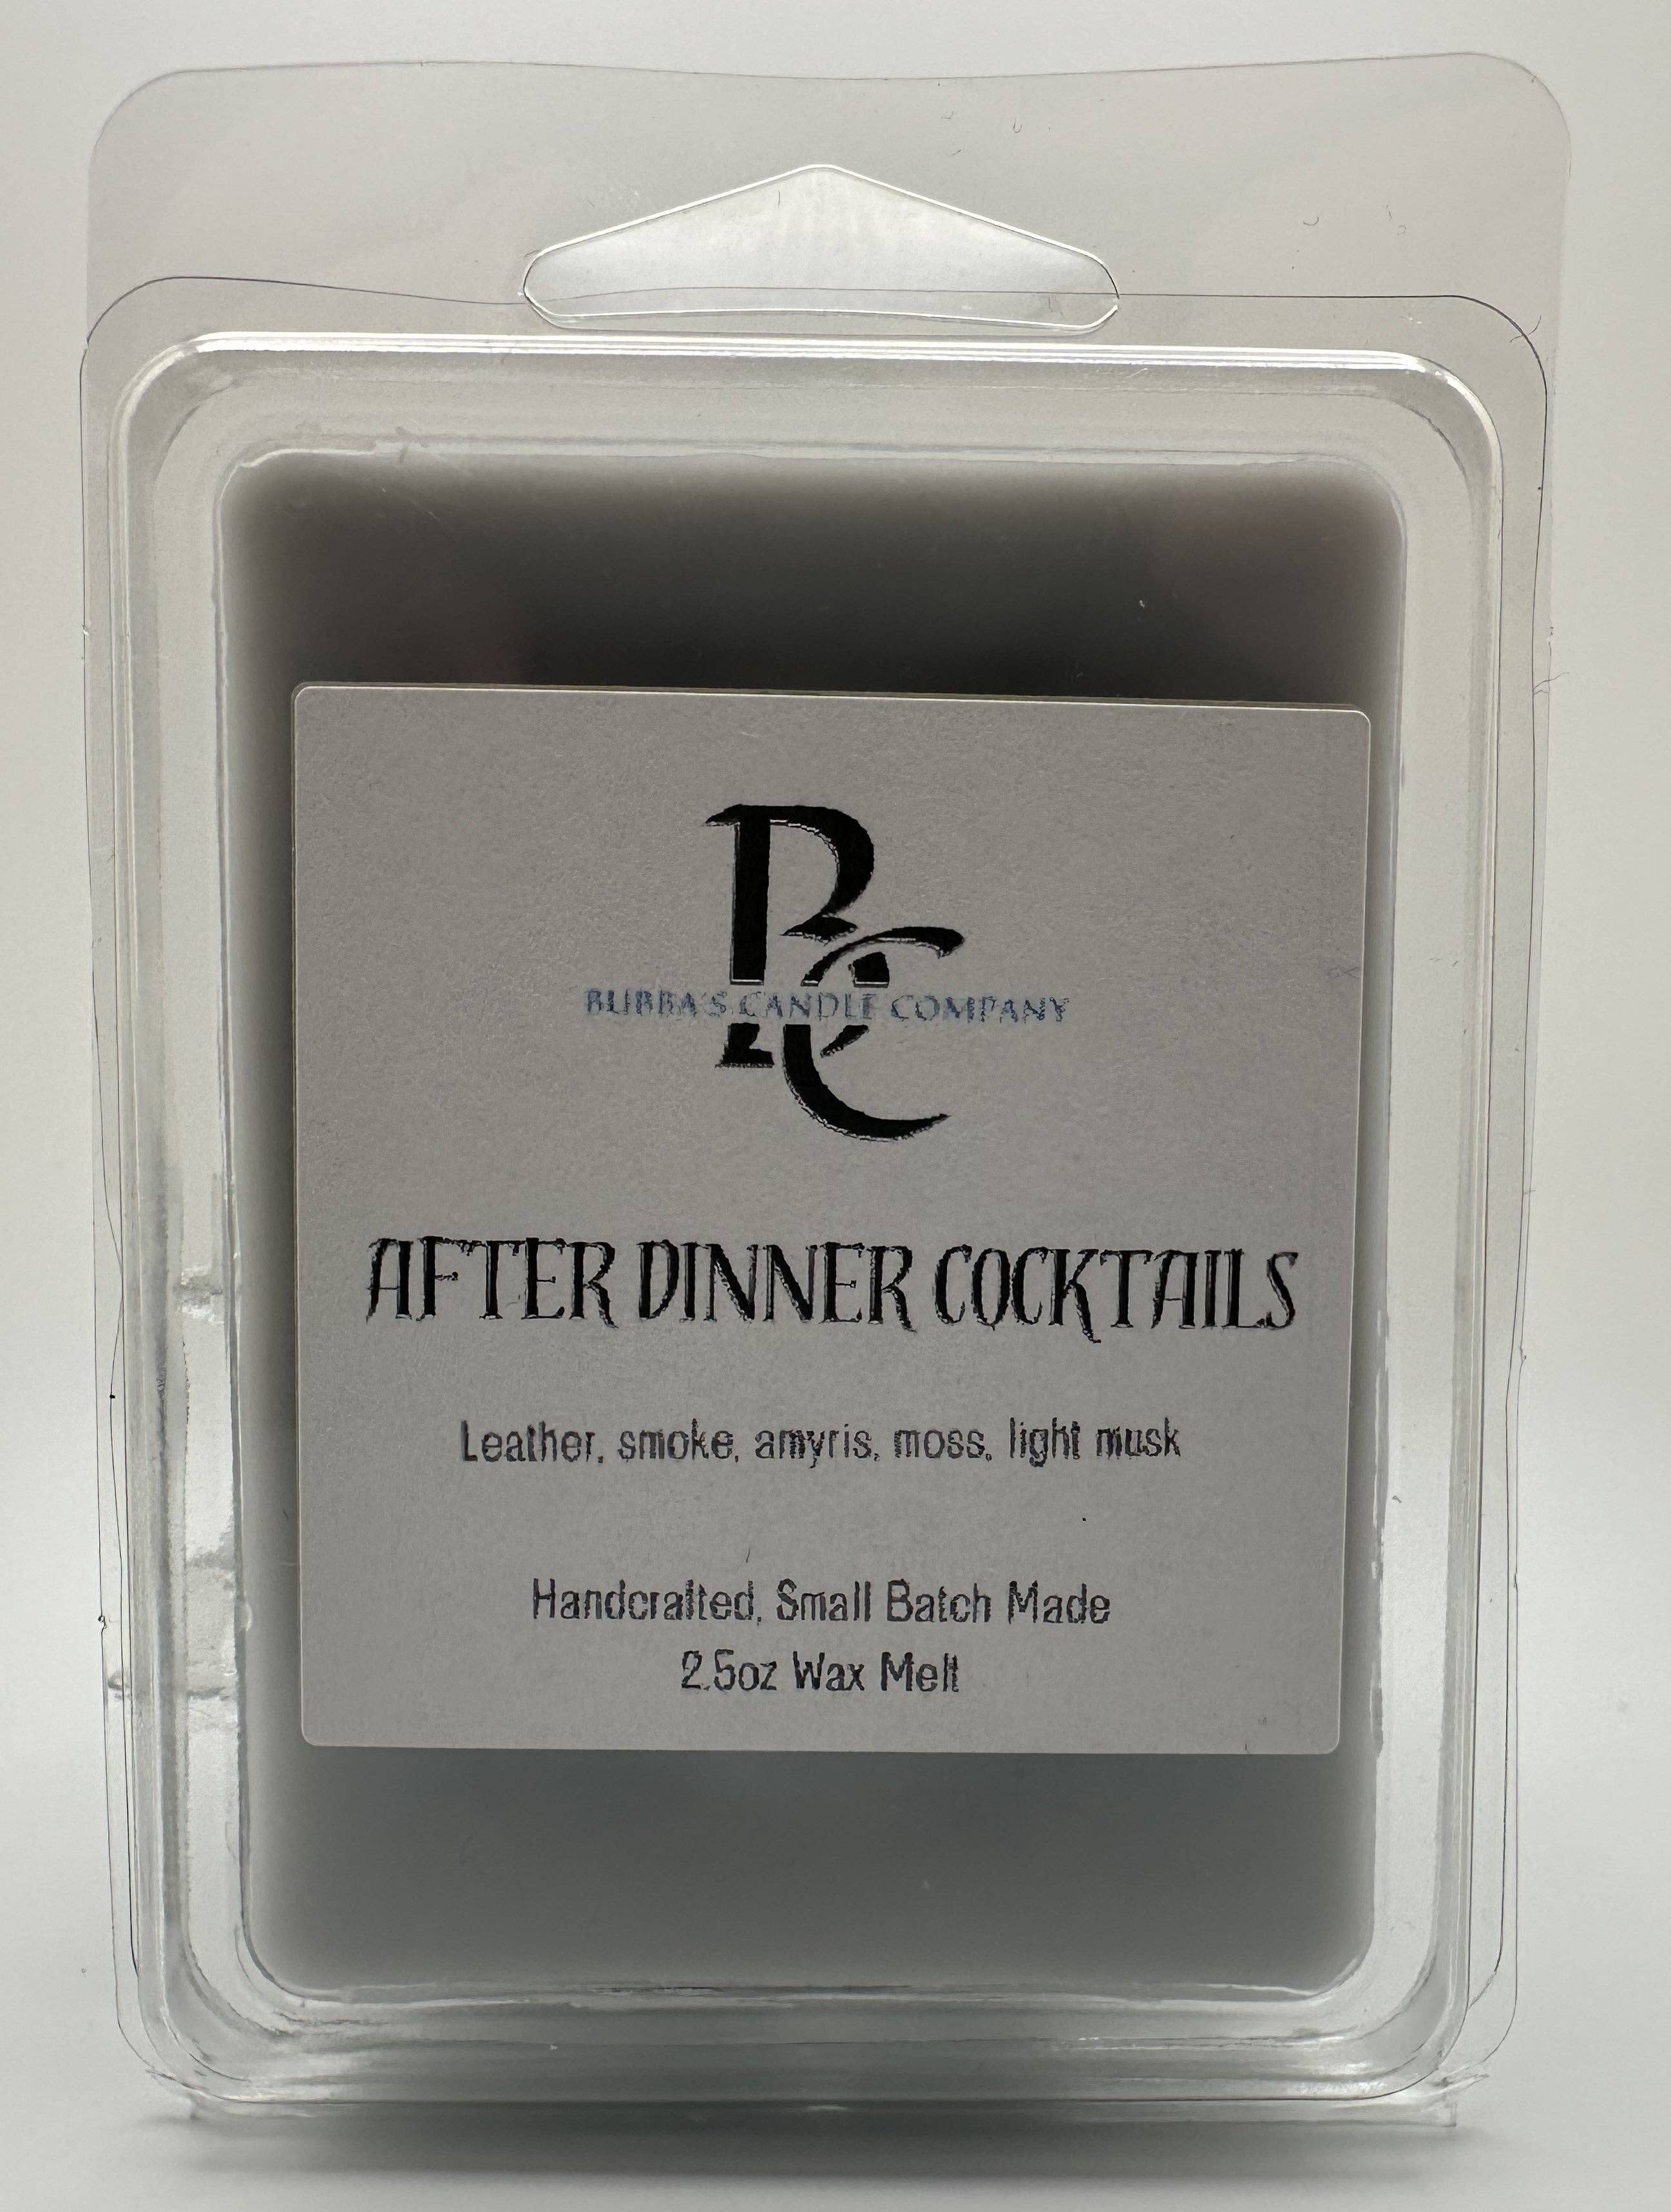 BC
BUBBA'S CANDLE COMPANY
AFTER DINNER COCKTAILS
Leather, smoke, amyris, moss, light musk
Handcrafted, Small Batch Made
2.5oz Wax Melt